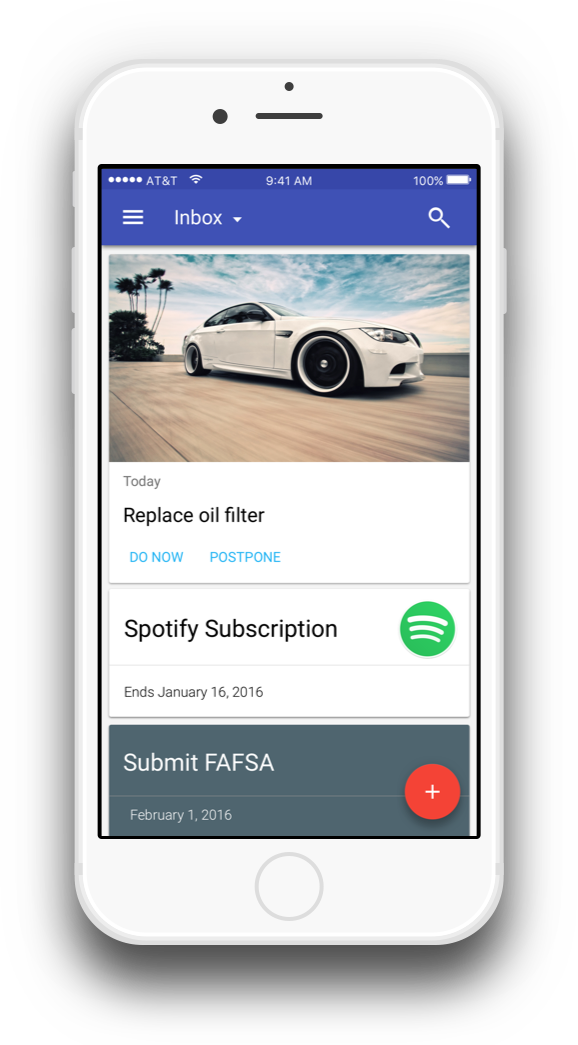 AT&T 9:41 AM 100%
Inbox
Today
Replace oil filter
DO NOW POSTPONE
Spotify Subscription
Ends January 16, 2016
Submit FAFSA
+
February 1, 2016